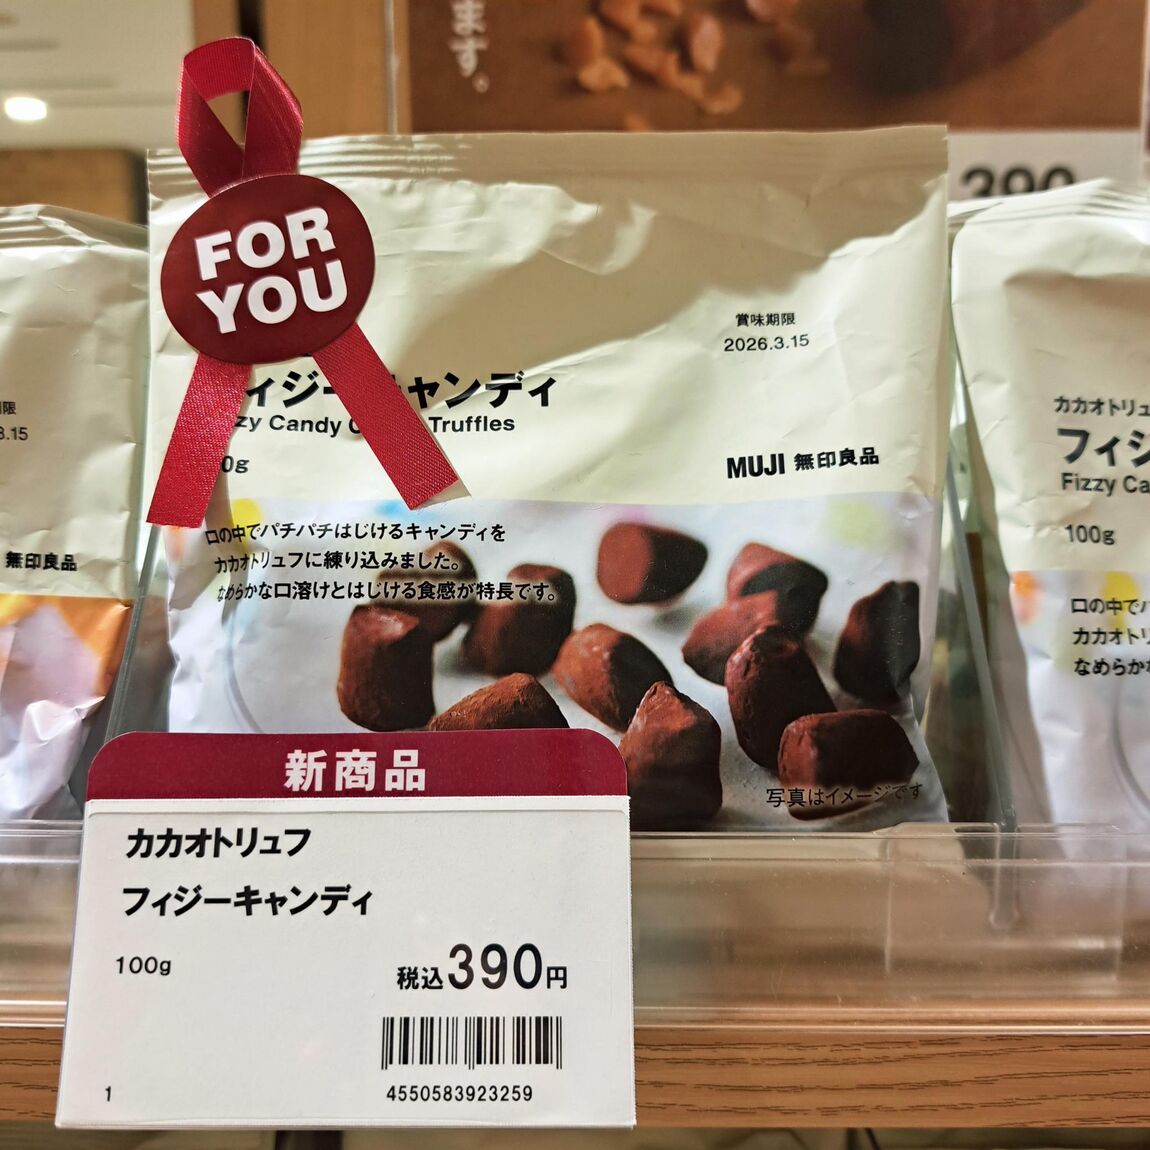 ます。
390
FOR
YOU
賞味期限
2026.3.15
ィジーキャンディ
zy Candy C Truffles
0g
MUJI 無印良品
口の中でパチパチはじけるキャンディを
カカオトリュフに練り込みました。
なめらかな口溶けとはじける食感が特長です。
写真はイメージです
限
3.15
無印良品
カカオトリュ
フィジ
Fizzy Ca
100g
口の中でパ
カカオトリ
なめらかな
新商品
カカオトリュフ
フィジーキャンディ
100g
税込390円
4550583923259
1